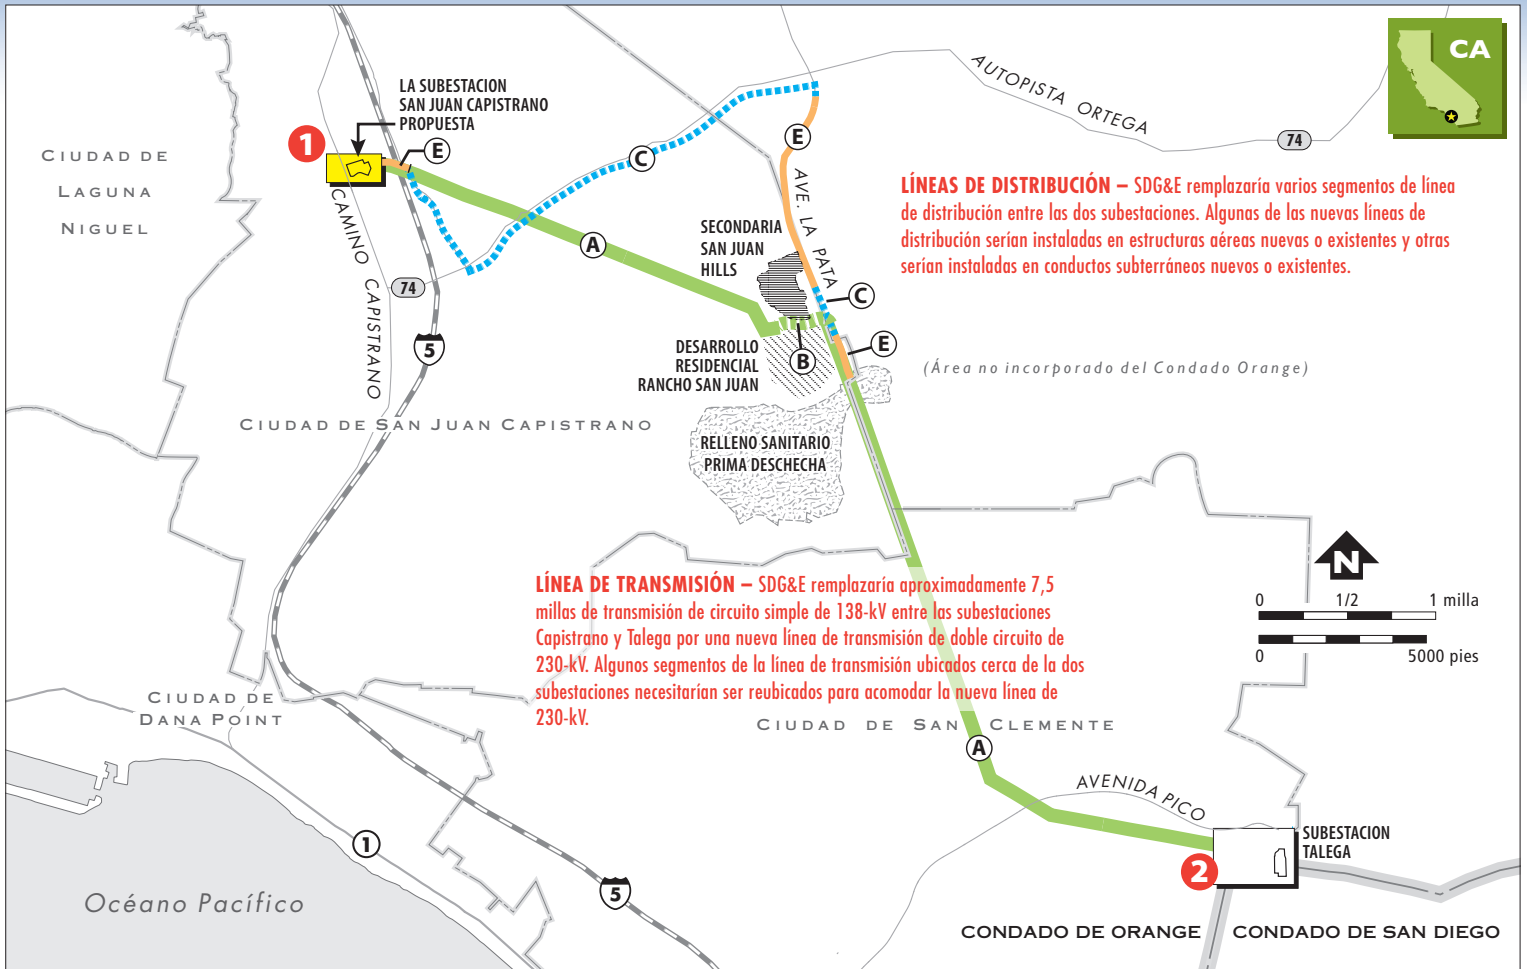 CA
LA SUBESTACION
SAN JUAN CAPISTRANO
PROPUESTA
1
E
C
E
A
AUTOPISTA ORTEGA
74
CIUDAD DE
LAGUNA
NIGUEL
CAMINO CAPISTRANO
74
5
AVE. LA PATA
SECONDARIA
SAN JUAN
HILLS
C
E
B
LÍNEAS DE DISTRIBUCIÓN – SDG&E remplazaría varios segmentos de línea
de distribución entre las dos subestaciones. Algunas de las nuevas líneas de
distribución serían instaladas en estructuras aéreas nuevas o existentes y otras
serían instaladas en conductos subterráneos nuevos o existentes.
DESARROLLO
RESIDENCIAL
RANCHO SAN JUAN
(Área no incorporado del Condado Orange)
CIUDAD DE SAN JUAN CAPISTRANO
RELLENO SANITARIO
PRIMA DESCHECHA
LÍNEA DE TRANSMISIÓN – SDG&E remplazaría aproximadamente 7,5
millas de transmisión de circuito simple de 138-kV entre las subestaciones
Capistrano y Talega por una nueva línea de transmisión de doble circuito de
230-kV. Algunos segmentos de la línea de transmisión ubicados cerca de la dos
subestaciones necesitarían ser reubicados para acomodar la nueva línea de
230-kV.
N
0 1/2 1 milla
0 5000 pies
CIUDAD DE
DANA POINT
CIUDAD DE SAN CLEMENTE
A
AVENIDA PICO
SUBESTACION
TALEGA
2
1
5
Océano Pacífico
CONDADO DE ORANGE
CONDADO DE SAN DIEGO